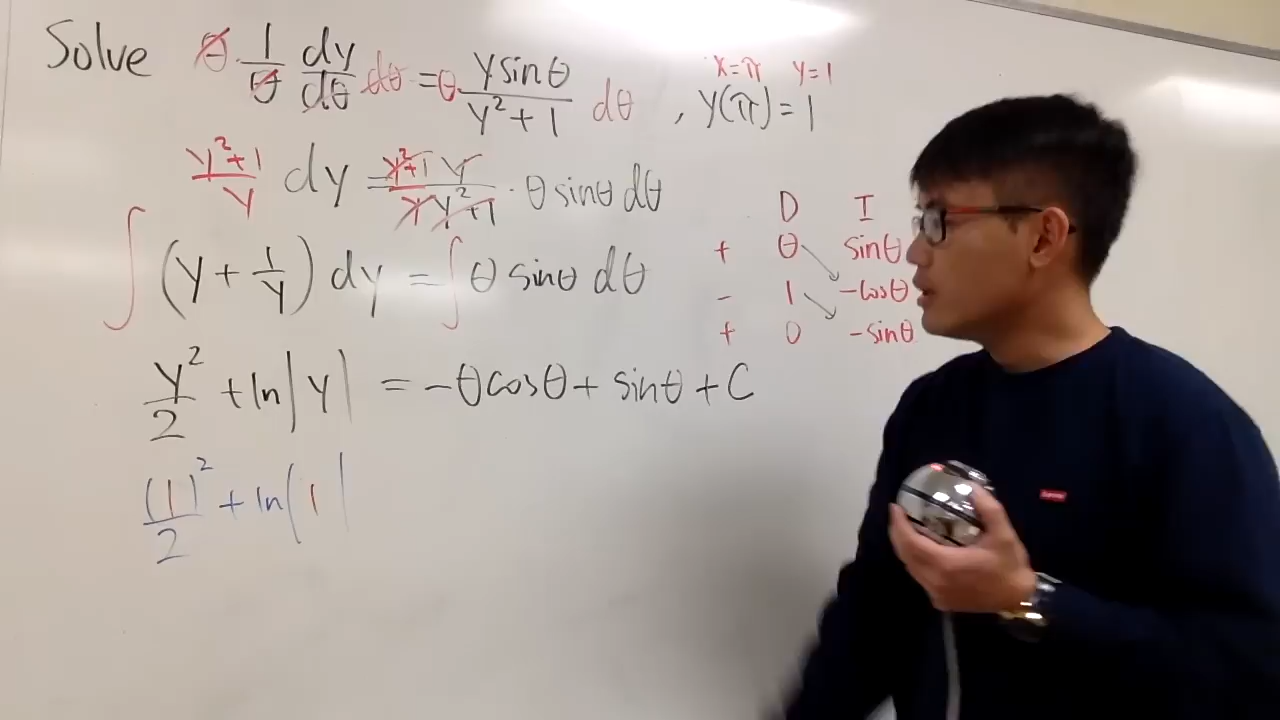 Solve θ · 1/θ dy/dθ dθ = θ · y sinθ / y² + 1 dθ , y(π) = 1
x = π y = 1
y² + 1 / y dy = y² + 1 y / y y² + 1 · θ sinθ dθ
∫ (y + 1/y) dy = ∫ θ sinθ dθ
y²/2 + ln|y| = -θcosθ + sinθ + C
(1)²/2 + ln|1|
D I
+ θ sinθ
- 1 -cosθ
+ 0 -sinθ
Supreme